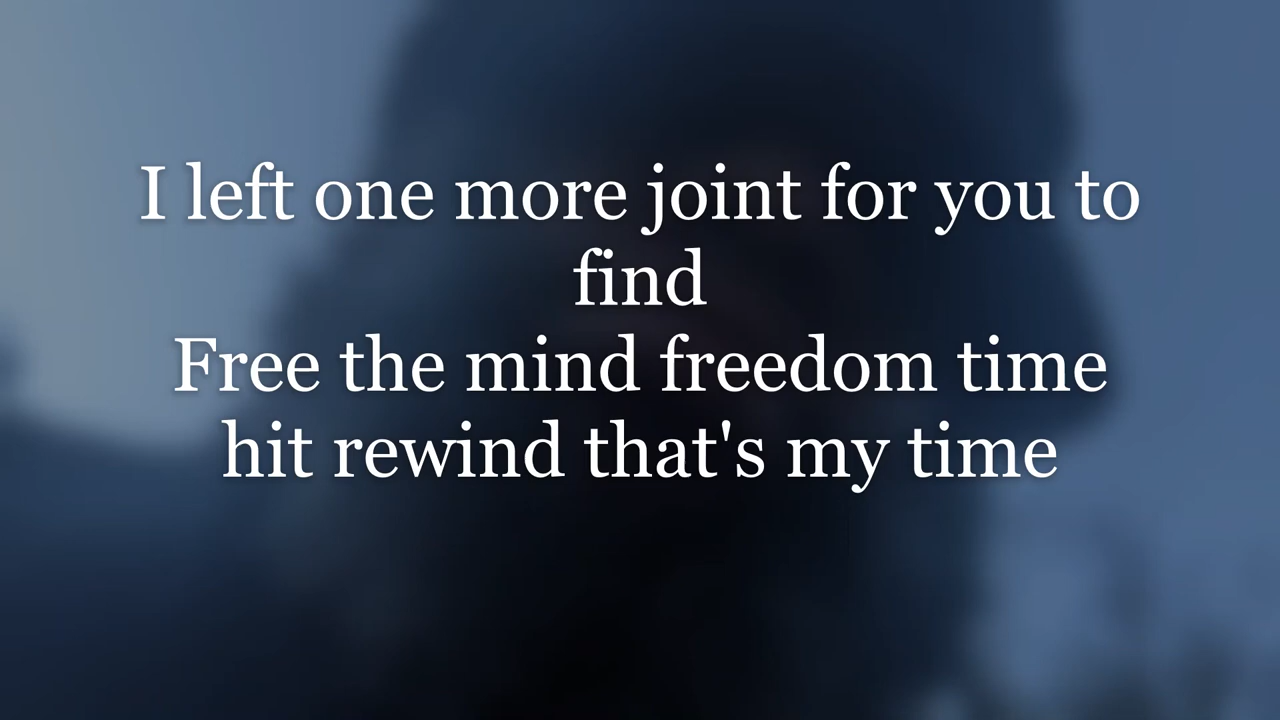 I left one more joint for you to
find
Free the mind freedom time
hit rewind that's my time